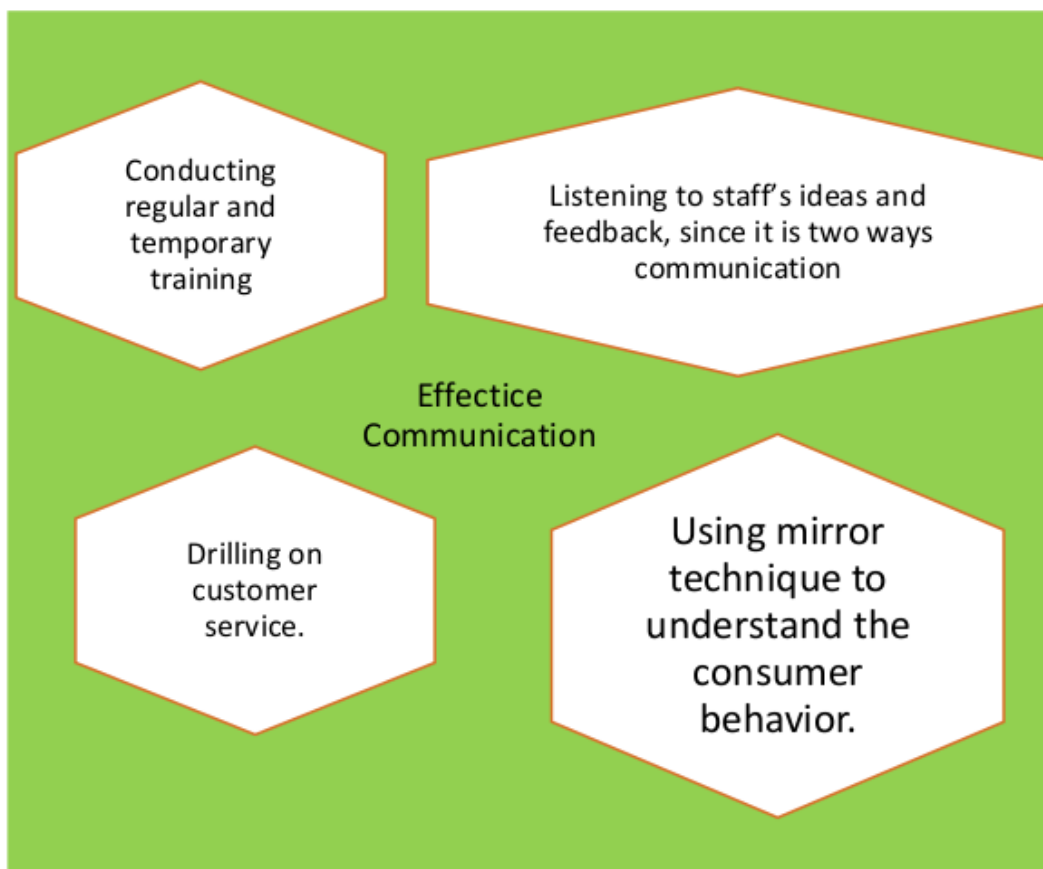 Conducting
regular and
temporary
training
Listening to staff’s ideas and
feedback, since it is two ways
communication
Effectice
Communication
Drilling on
customer
service.
Using mirror
technique to
understand the
consumer
behavior.